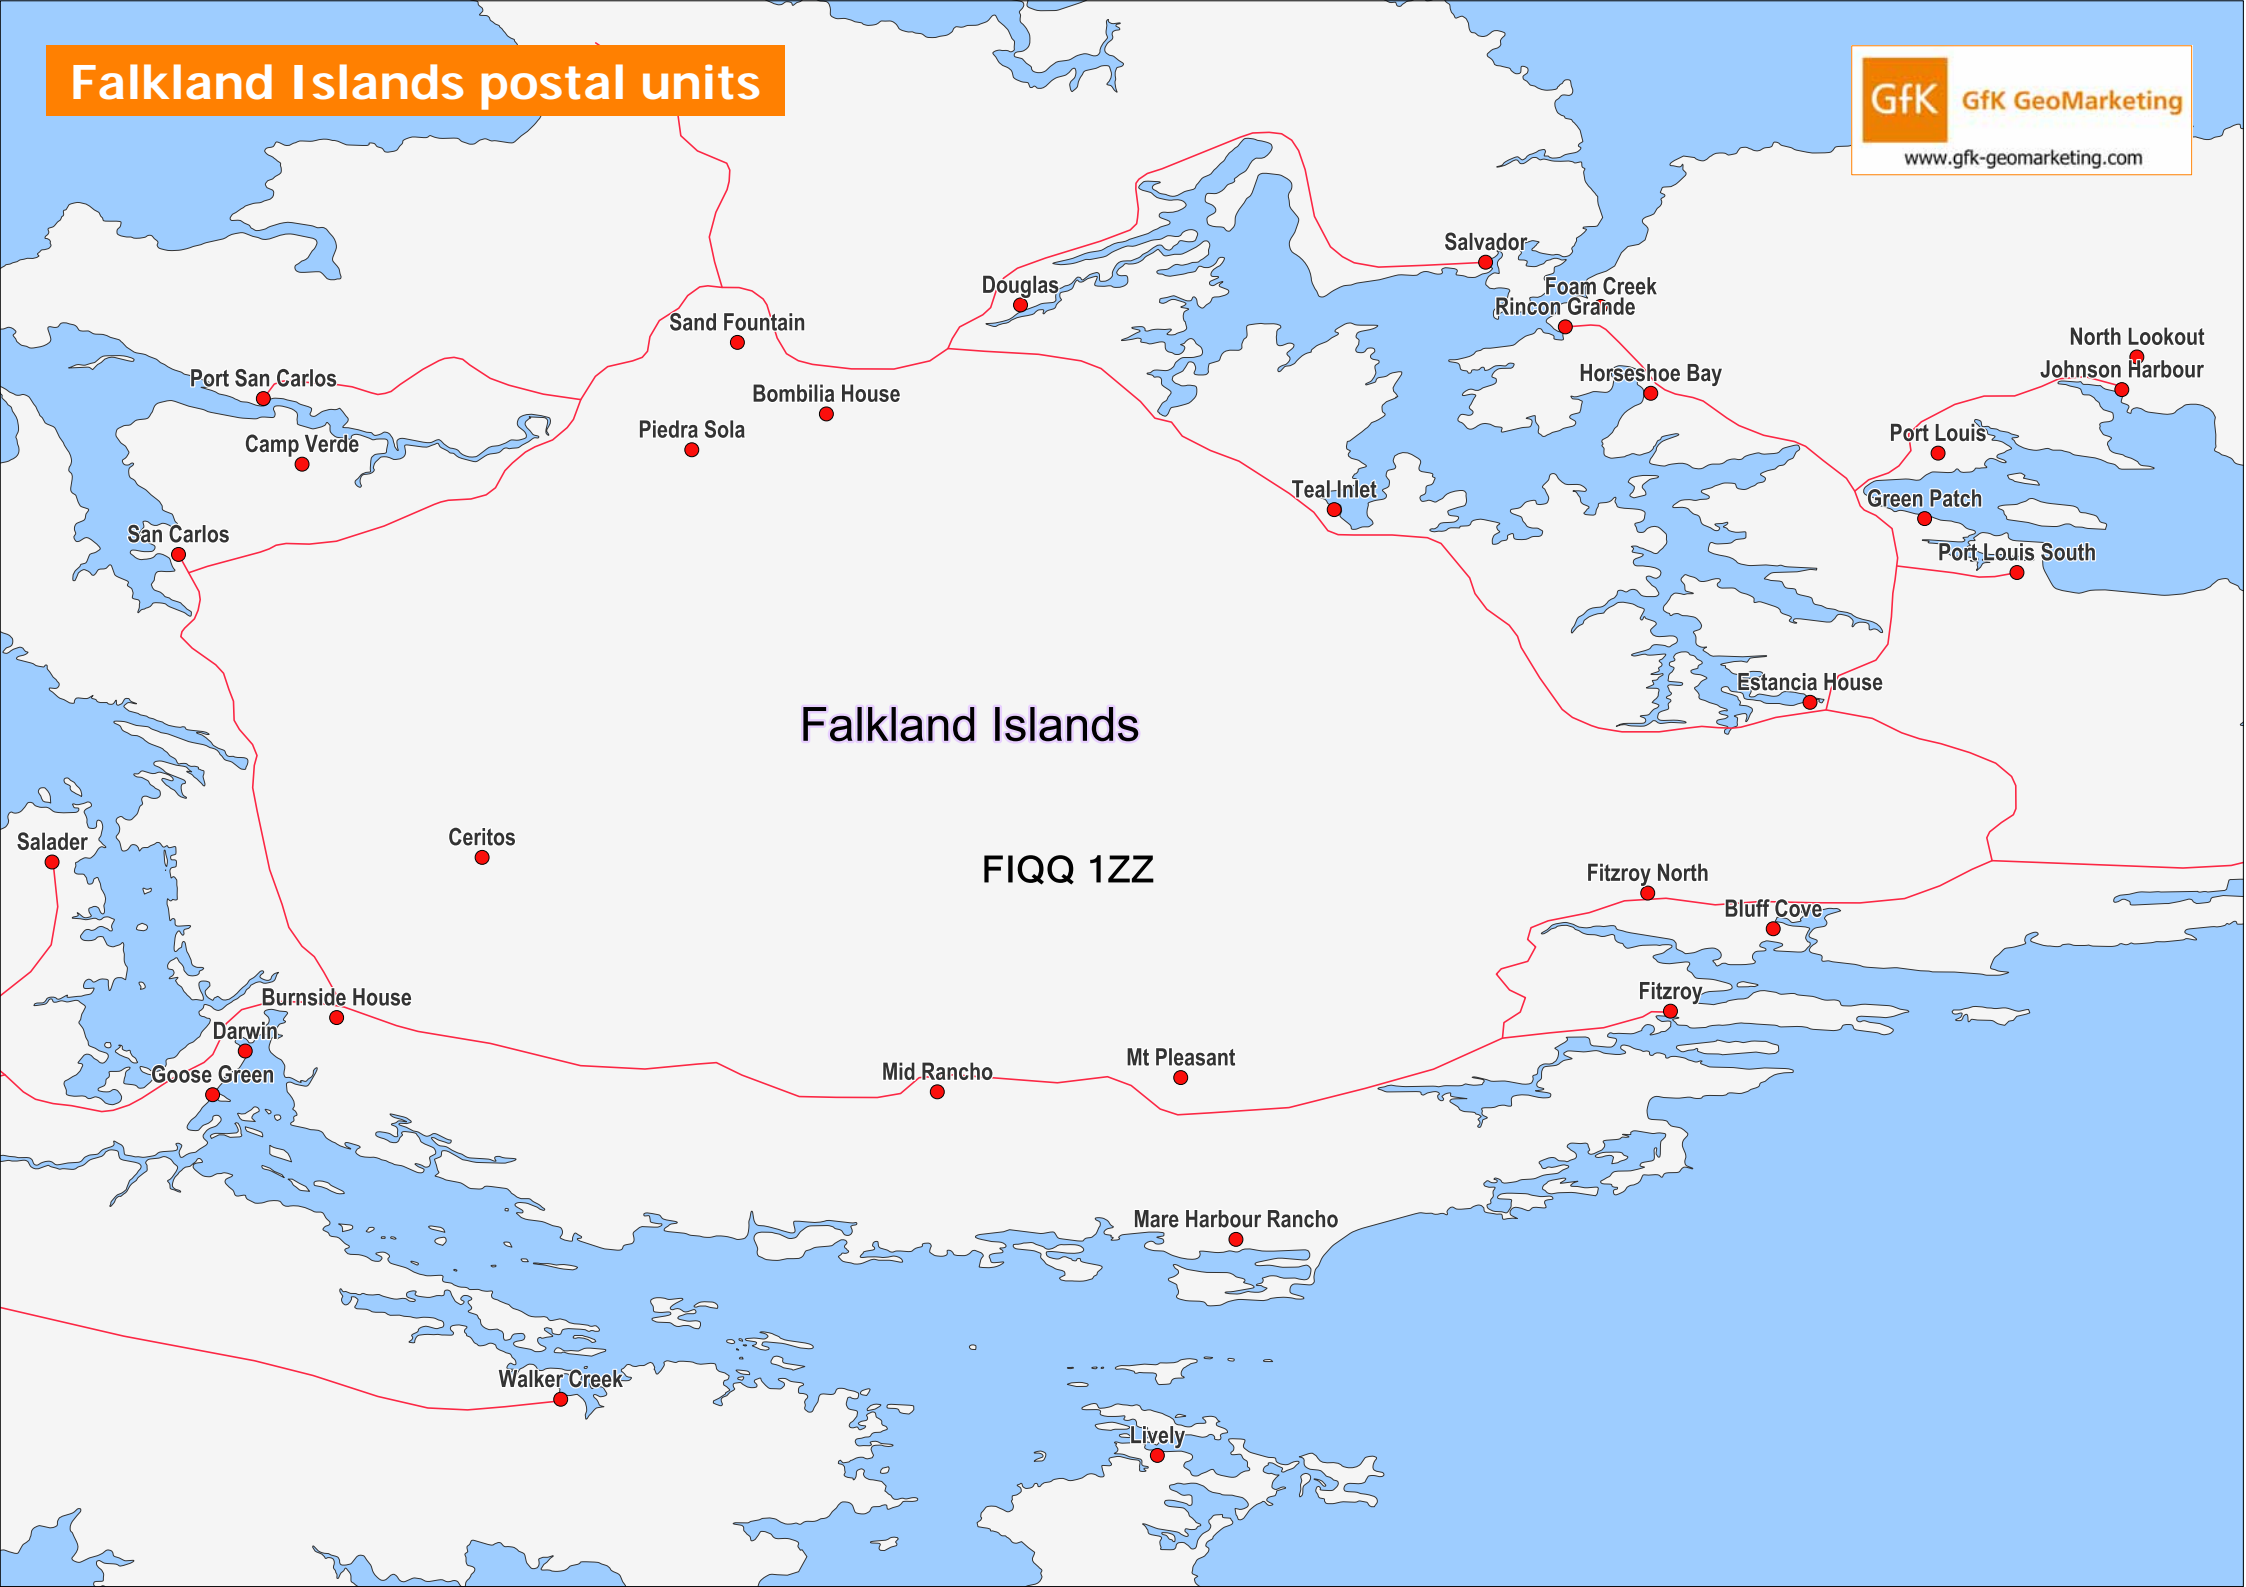 Falkland Islands postal units
GfK
GfK GeoMarketing
www.gfk-geomarketing.com
Salvador
Douglas
Foam Creek
Rincon Grande
Sand Fountain
North Lookout
Johnson Harbour
Port San Carlos
Horseshoe Bay
Bombilia House
Piedra Sola
Camp Verde
Port Louis
Teal Inlet
Green Patch
San Carlos
Port Louis South
Estancia House
Falkland Islands
Salader
Ceritos
FIQQ 1ZZ
Fitzroy North
Bluff Cove
Burnside House
Fitzroy
Darwin
Goose Green
Mid Rancho
Mt Pleasant
Mare Harbour Rancho
Walker Creek
Lively